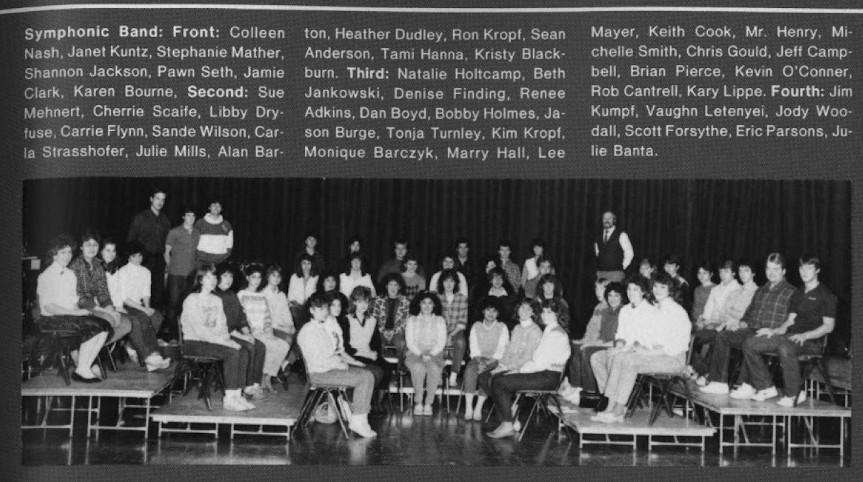 Symphonic Band: Front: Colleen
Nash, Janet Kuntz, Stephanie Mather,
Shannon Jackson, Pawn Seth, Jamie
Clark, Karen Bourne, Second: Sue
Mehnert, Cherrie Scaife, Libby Dry-
fuse, Carrie Flynn, Sande Wilson, Car-
la Strasshofer, Julie Mills, Alan Bar-
ton, Heather Dudley, Ron Kropf, Sean
Anderson, Tami Hanna, Kristy Black-
burn. Third: Natalie Holtcamp, Beth
Jankowski, Denise Finding, Renee
Adkins, Dan Boyd, Bobby Holmes, Ja-
son Burge, Tonja Turnley, Kim Kropf,
Monique Barczyk, Marry Hall, Lee
Mayer, Keith Cook, Mr. Henry, Mi-
chelle Smith, Chris Gould, Jeff Camp-
bell, Brian Pierce, Kevin O'Conner,
Rob Cantrell, Kary Lippe. Fourth: Jim
Kumpf, Vaughn Letenyei, Jody Woo-
dall, Scott Forsythe, Eric Parsons, Ju-
lie Banta.